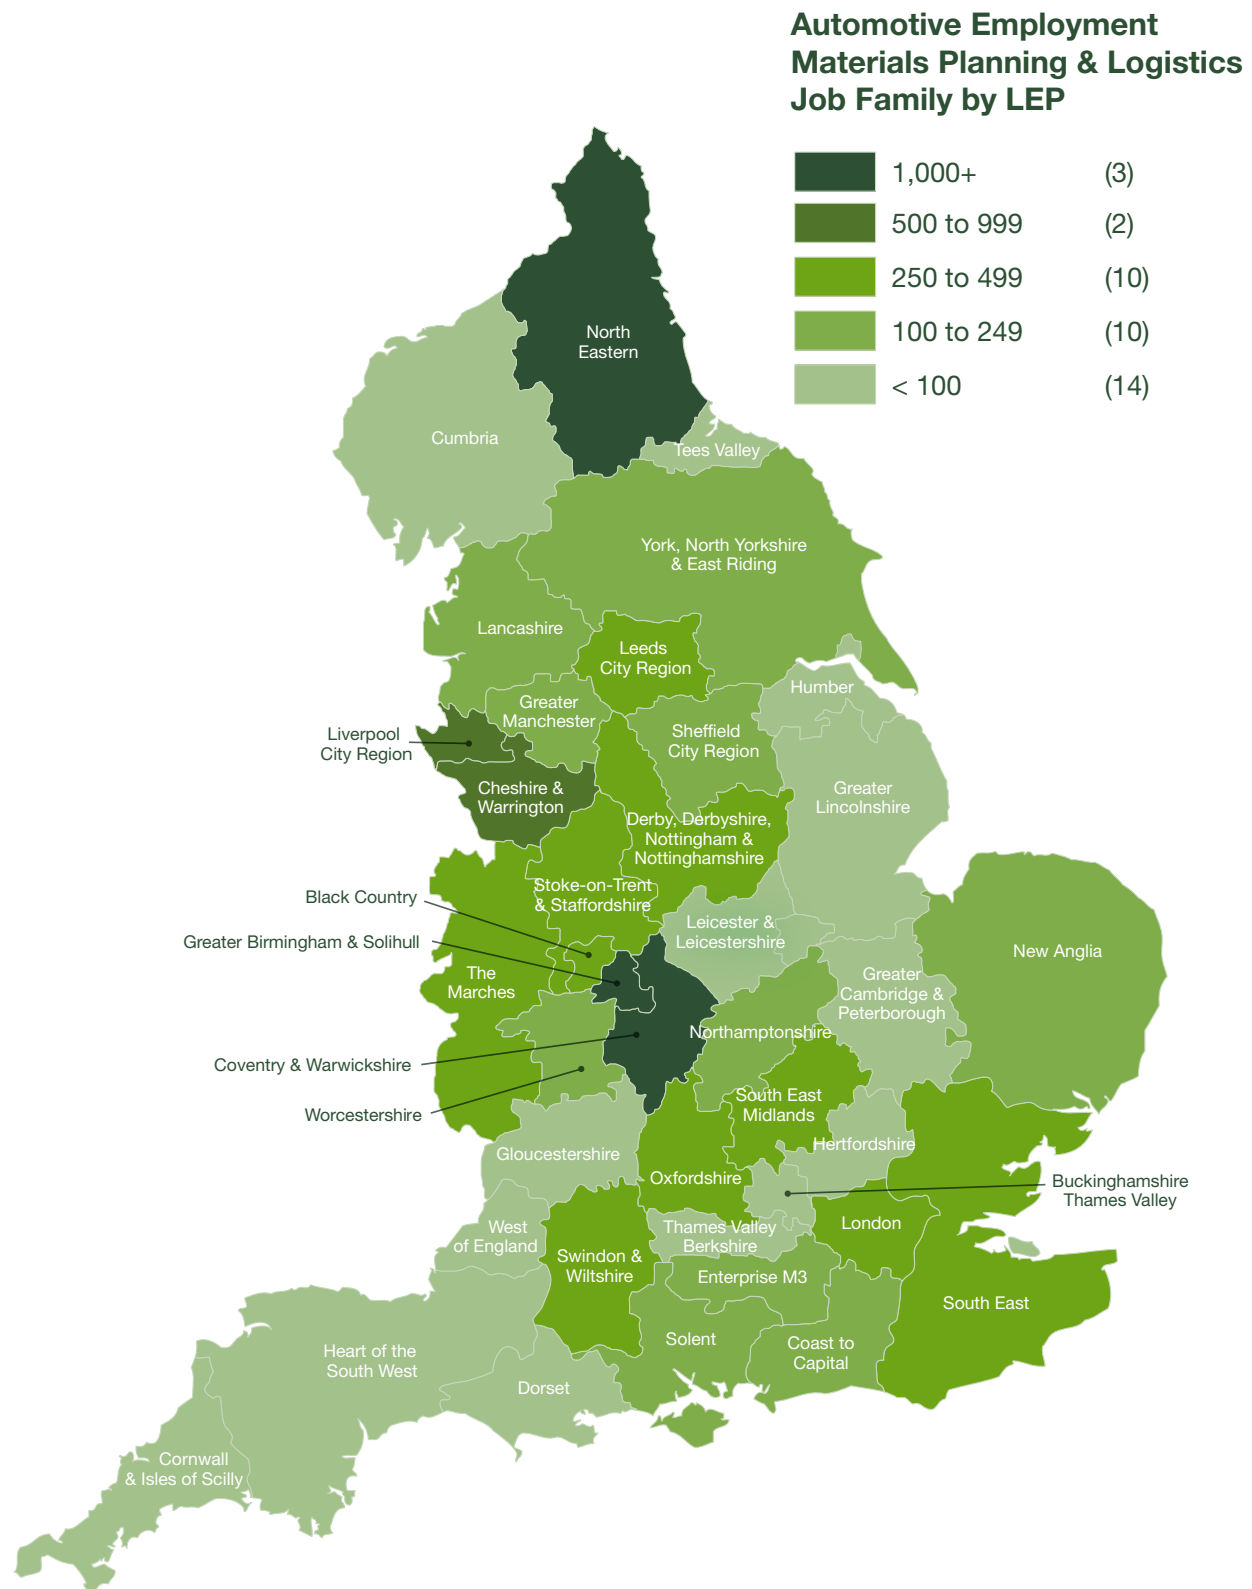 Automotive Employment
Materials Planning & Logistics
Job Family by LEP
1,000+ (3)
500 to 999 (2)
250 to 499 (10)
100 to 249 (10)
< 100 (14)
North
Eastern
Cumbria
Tees Valley
York, North Yorkshire
& East Riding
Lancashire
Leeds
City Region
Humber
Greater
Manchester
Sheffield
City Region
Liverpool
City Region
Cheshire &
Warrington
Greater
Lincolnshire
Derby, Derbyshire,
Nottingham &
Nottinghamshire
Black Country
Stoke-on-Trent
& Staffordshire
Greater Birmingham & Solihull
Leicester &
Leicestershire
New Anglia
The
Marches
Greater
Cambridge &
Peterborough
Northamptonshire
Coventry & Warwickshire
Worcestershire
South East
Midlands
Hertfordshire
Gloucestershire
Oxfordshire
Buckinghamshire
Thames Valley
West
of England
Thames Valley
Berkshire
London
Swindon &
Wiltshire
Enterprise M3
South East
Solent
Coast to
Capital
Heart of the
South West
Dorset
Cornwall
& Isles of Scilly